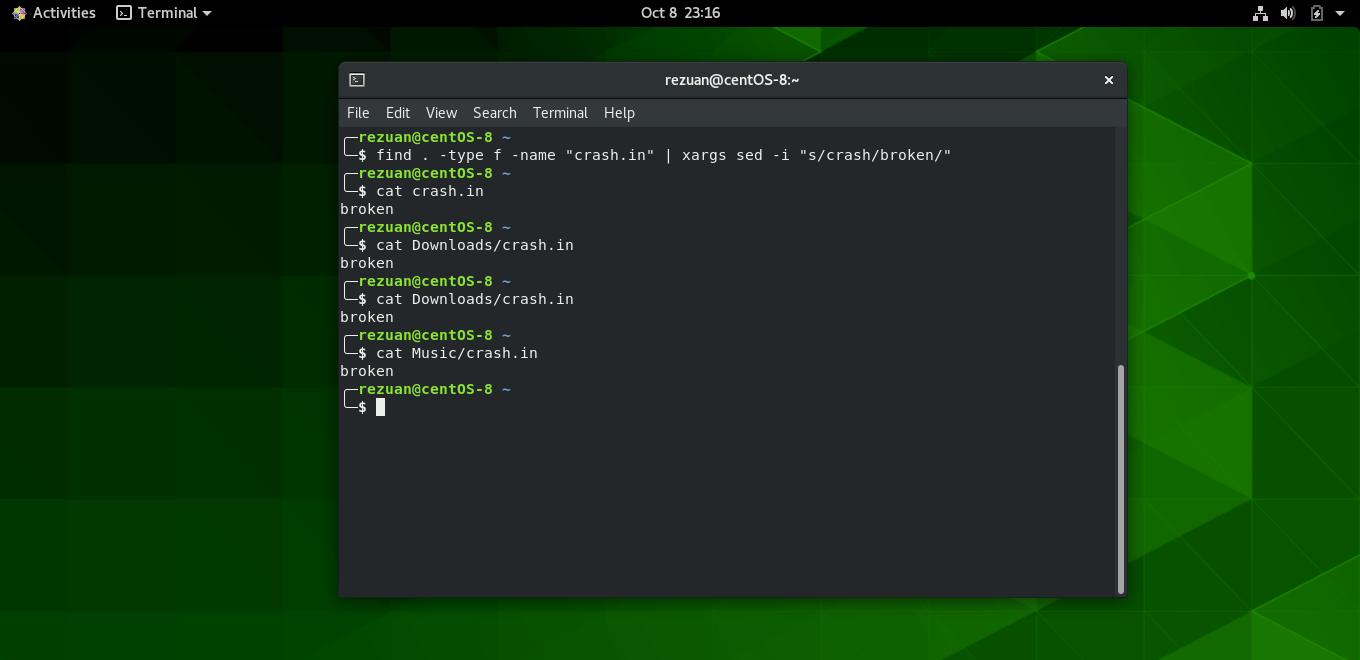 Activities Terminal Oct 8 23:16
rezuan@centOS-8:~
File Edit View Search Terminal Help
rezuan@centOS-8 ~
$ find . -type f -name "crash.in" | xargs sed -i "s/crash/broken/"
rezuan@centOS-8 ~
$ cat crash.in
broken
rezuan@centOS-8 ~
$ cat Downloads/crash.in
broken
rezuan@centOS-8 ~
$ cat Downloads/crash.in
broken
rezuan@centOS-8 ~
$ cat Music/crash.in
broken
rezuan@centOS-8 ~
$